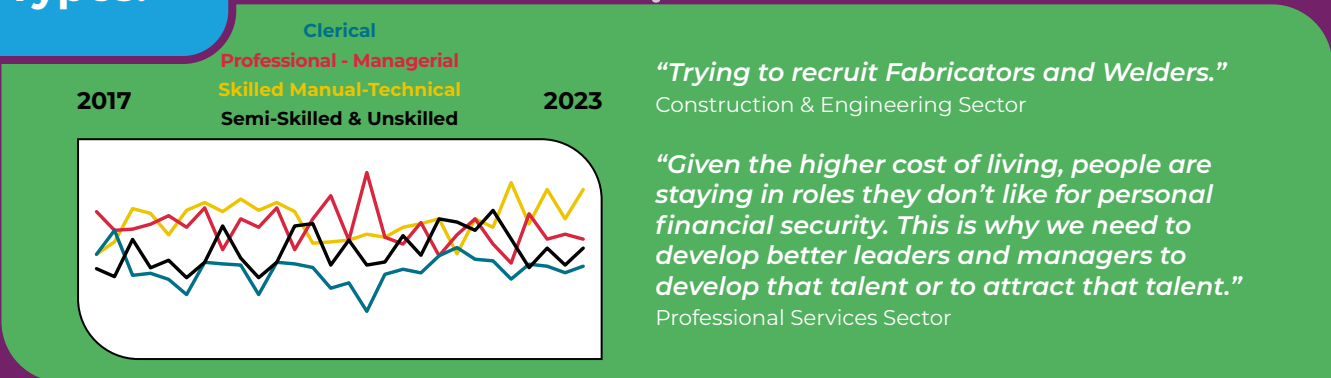 Types:
Clerical
Professional - Managerial
Skilled Manual-Technical
Semi-Skilled & Unskilled
2017
2023
“Trying to recruit Fabricators and Welders.”
Construction & Engineering Sector
“Given the higher cost of living, people are
staying in roles they don’t like for personal
financial security. This is why we need to
develop better leaders and managers to
develop that talent or to attract that talent.”
Professional Services Sector